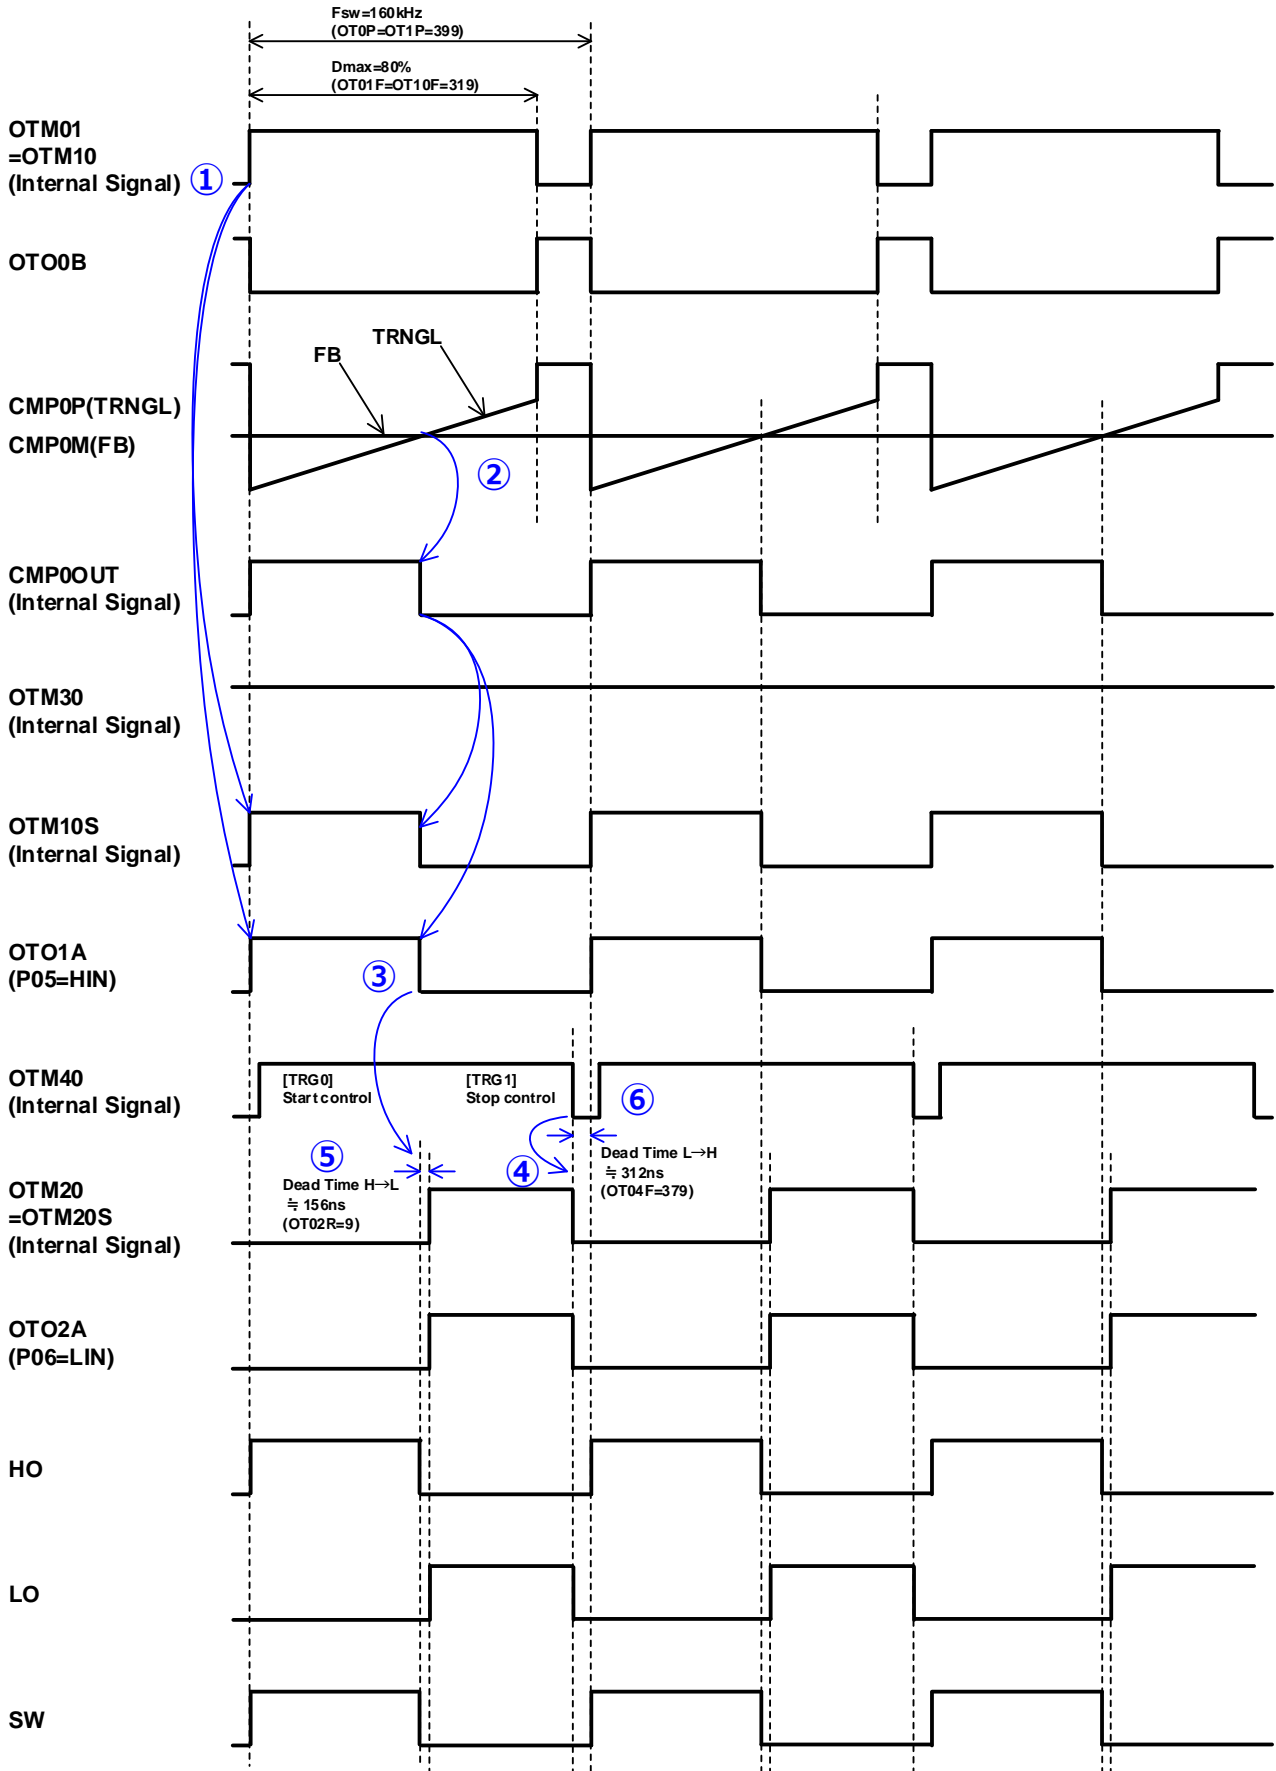 Fsw=160kHz
(OT0P=OT1P=399)
Dmax=80%
(OT01F=OT10F=319)
OTM01
=OTM10
(Internal Signal)
①
OTO0B
FB
TRNGL
CMP0P(TRNGL)
CMP0M(FB)
②
CMP0OUT
(Internal Signal)
OTM30
(Internal Signal)
OTM10S
(Internal Signal)
OTO1A
(P05=HIN)
③
OTM40
(Internal Signal)
[TRG0]
Start control
[TRG1]
Stop control
⑥
⑤
Dead Time H→L
≒ 156ns
(OT02R=9)
④
Dead Time L→H
≒ 312ns
(OT04F=379)
OTM20
=OTM20S
(Internal Signal)
OTO2A
(P06=LIN)
HO
LO
SW